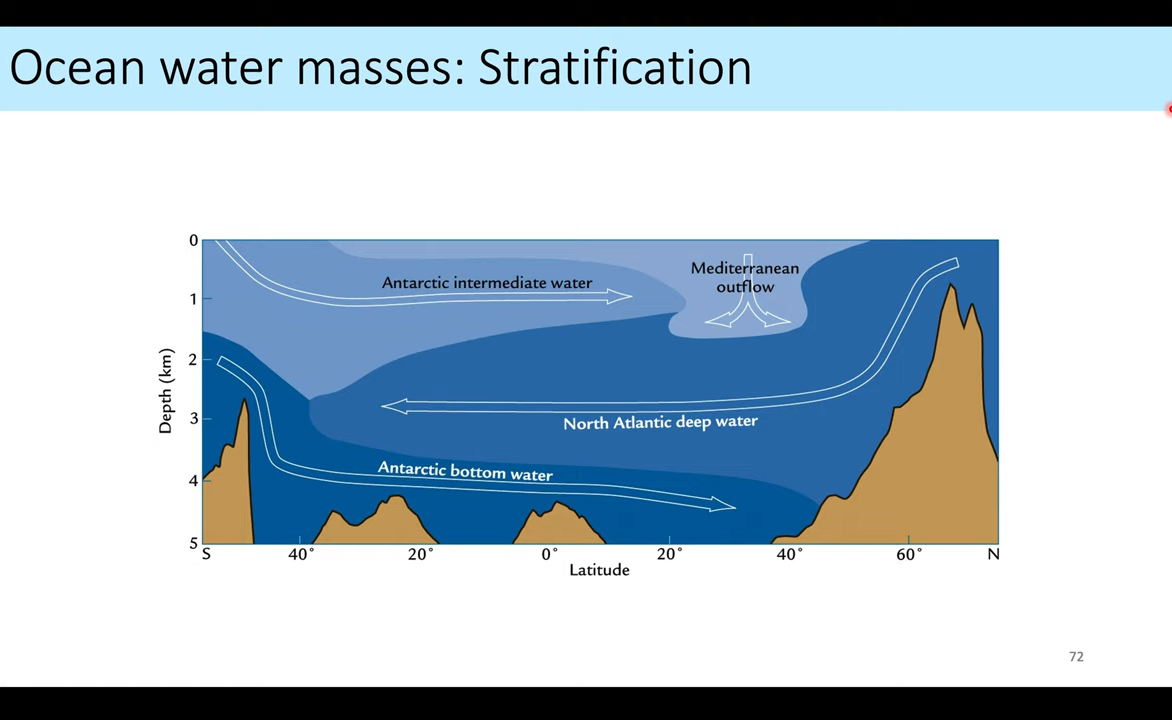 Ocean water masses: Stratification
0
Antarctic intermediate water
Mediterranean
outflow
1
2
Depth (km)
3
North Atlantic deep water
Antarctic bottom water
4
5
S 40° 20° 0° 20° 40° 60° N
Latitude
72